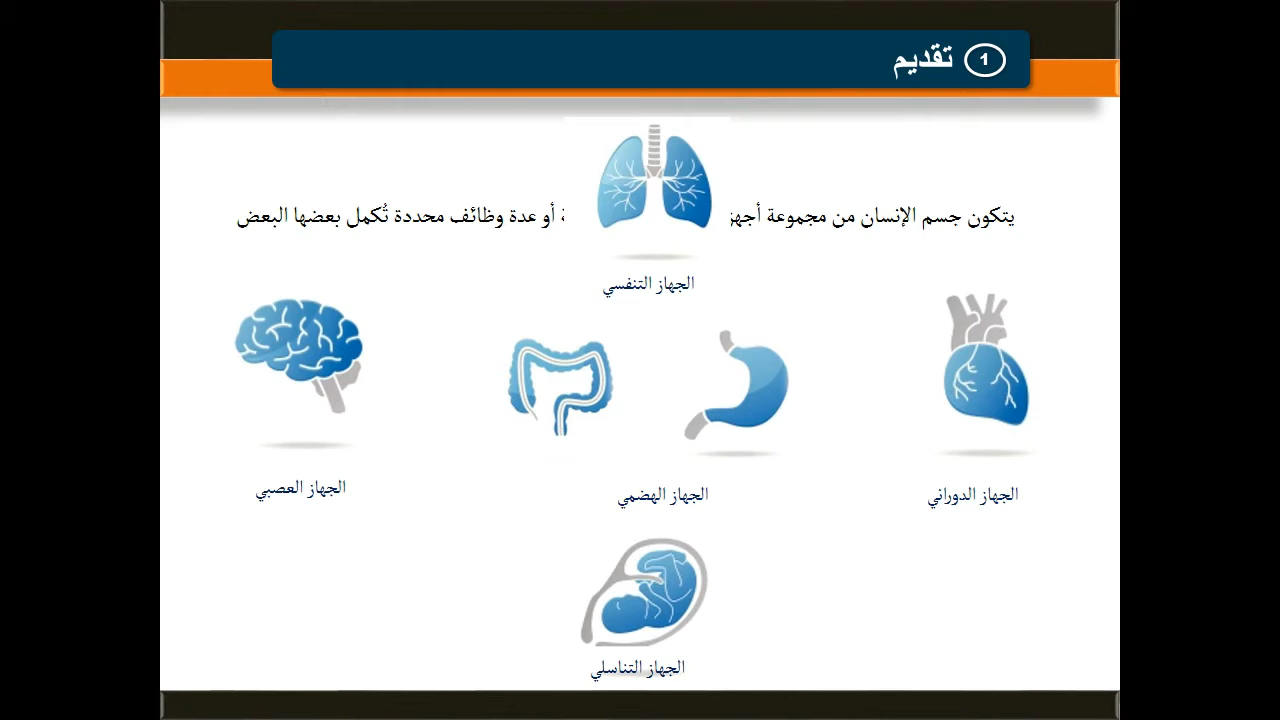 1 تقديم
يتكون جسم الإنسان من مجموعة أو عدة وظائف محددة تُكمل بعضها البعض
الجهاز التنفسي
الجهاز العصبي
الجهاز الهضمي
الجهاز الدوراني
الجهاز التناسلي